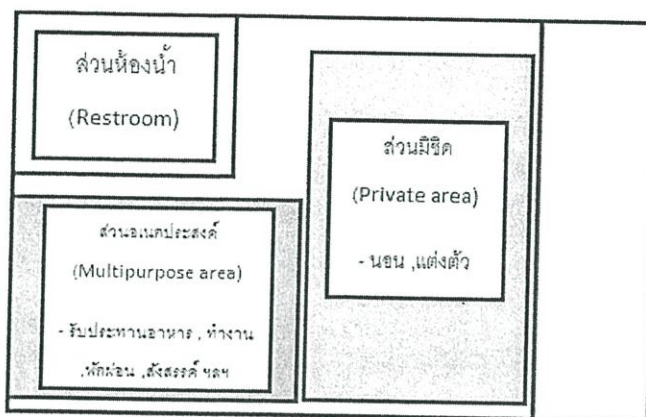 ส่วนห้องน้ำ
(Restroom)
ส่วนมิชิด
(Private area)
- นอน ,แต่งตัว
ส่วนอเนคประสงค์
(Multipurpose area)
- รับประทานอาหาร , ทำงาน
,พักผ่อน ,สังสรรค์ ฯลฯ